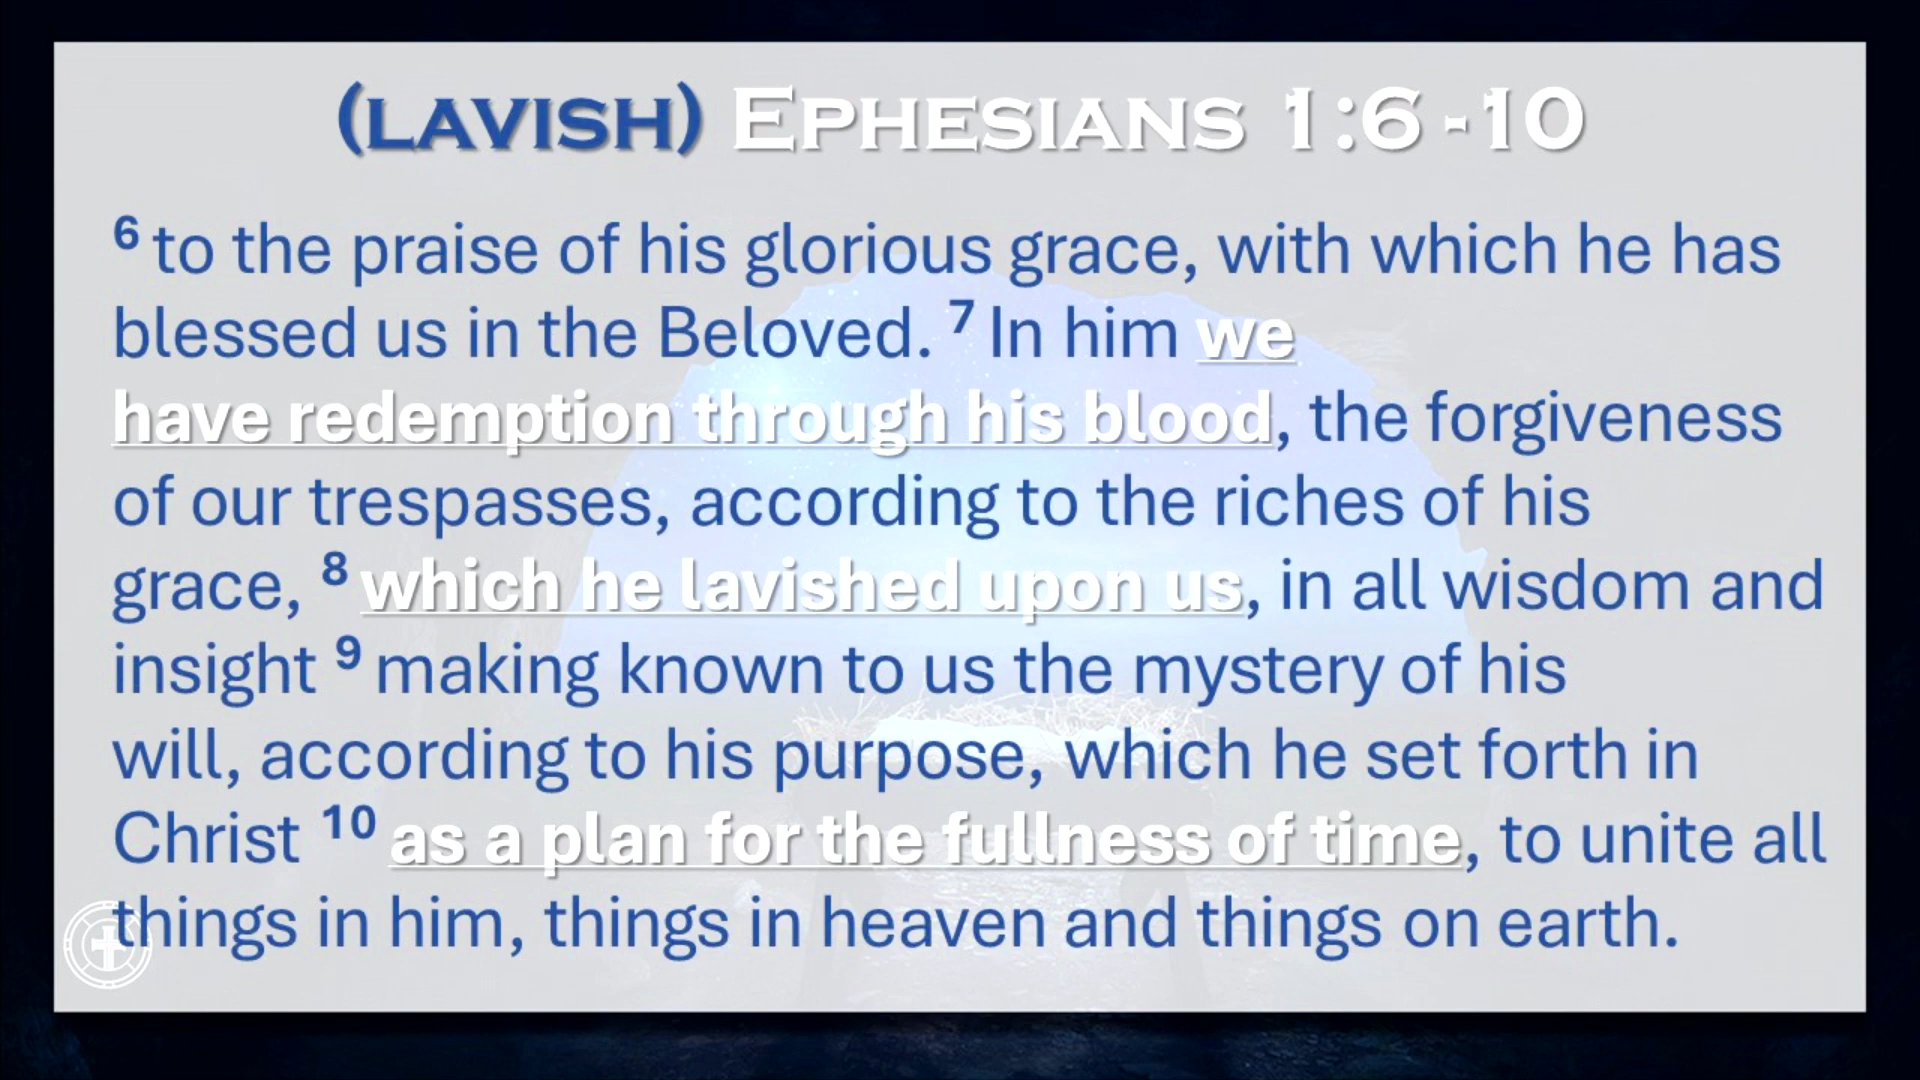 (LAVISH) EPHESIANS 1:6 -10
6 to the praise of his glorious grace, with which he has
blessed us in the Beloved. 7 In him we
have redemption through his blood, the forgiveness
of our trespasses, according to the riches of his
grace, 8 which he lavished upon us, in all wisdom and
insight 9 making known to us the mystery of his
will, according to his purpose, which he set forth in
Christ 10 as a plan for the fullness of time, to unite all
things in him, things in heaven and things on earth.